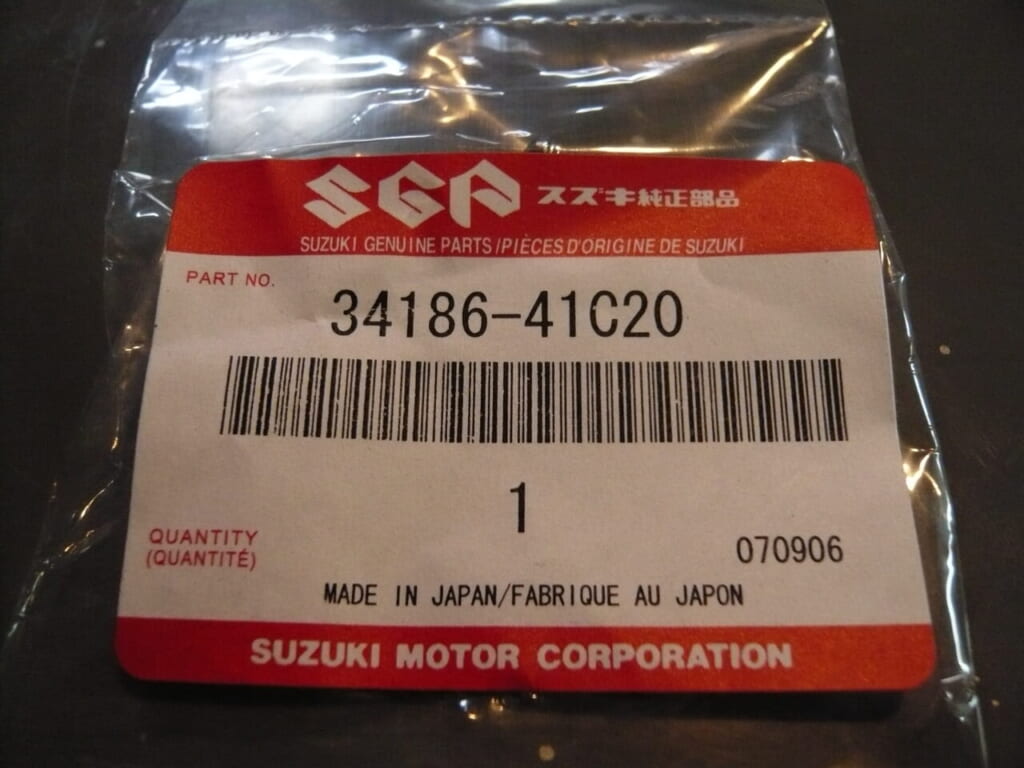 SGP スズキ純正部品
SUZUKI GENUINE PARTS/PIÈCES D'ORIGINE DE SUZUKI
PART NO.
34186-41C20
1
QUANTITY
(QUANTITÉ)
070906
MADE IN JAPAN/FABRIQUE AU JAPON
SUZUKI MOTOR CORPORATION